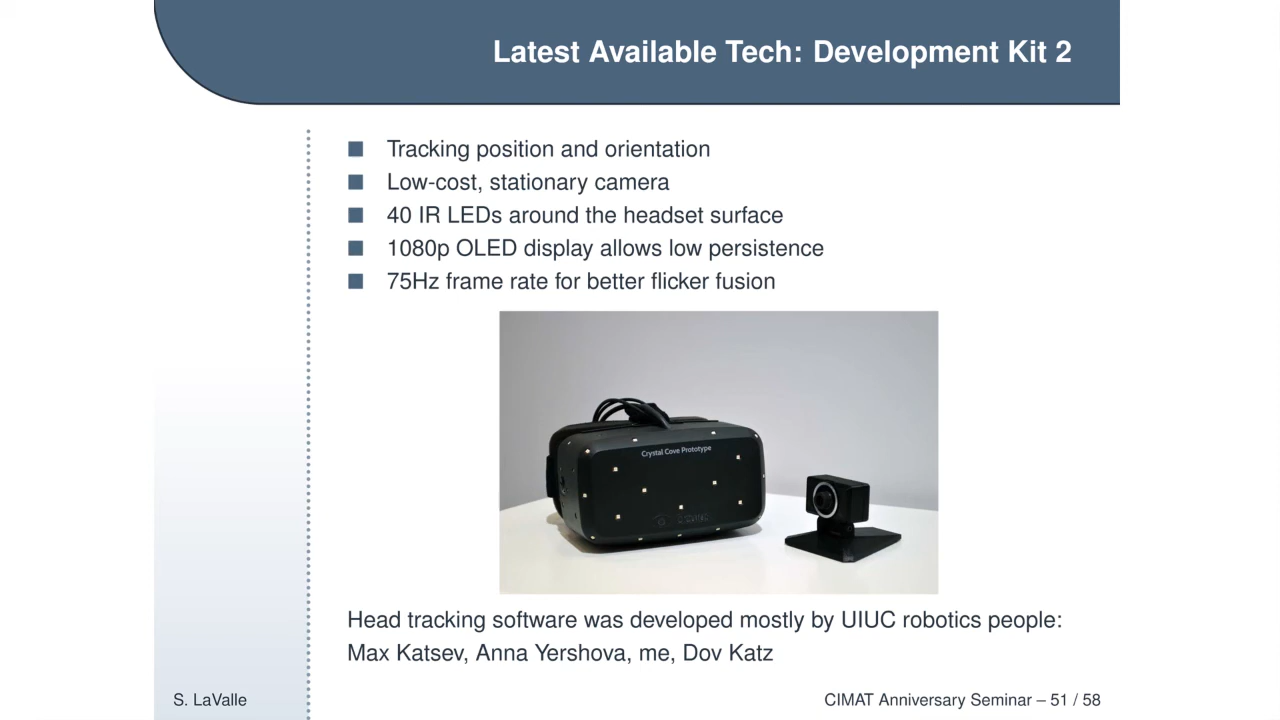 Latest Available Tech: Development Kit 2
Tracking position and orientation
Low-cost, stationary camera
40 IR LEDs around the headset surface
1080p OLED display allows low persistence
75Hz frame rate for better flicker fusion
Crystal Cove Prototype
Head tracking software was developed mostly by UIUC robotics people:
Max Katsev, Anna Yershova, me, Dov Katz
S. LaValle
CIMAT Anniversary Seminar – 51 / 58